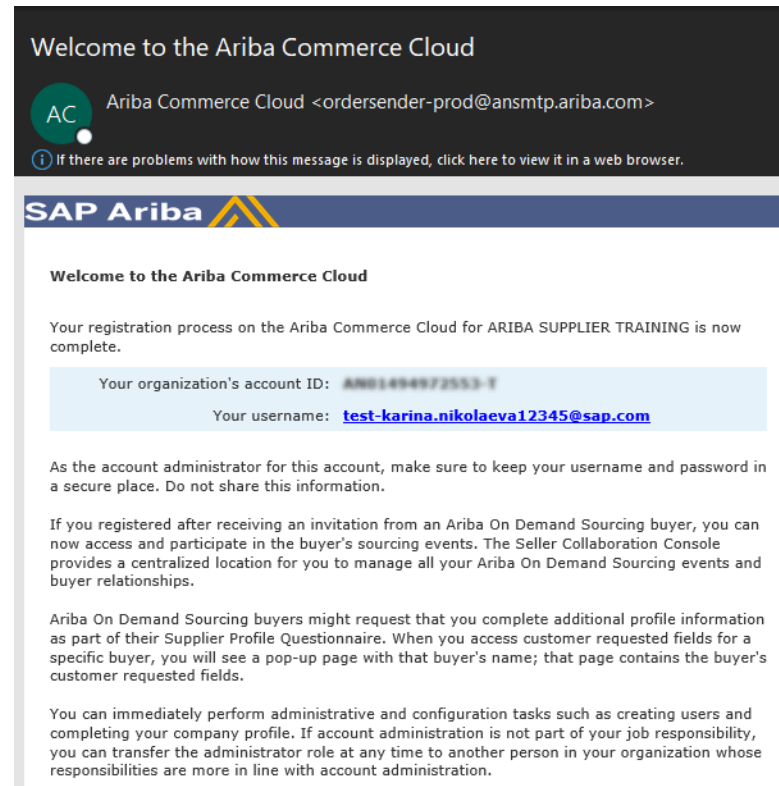 Welcome to the Ariba Commerce Cloud
AC
Ariba Commerce Cloud <ordersender-prod@ansmtp.ariba.com>
If there are problems with how this message is displayed, click here to view it in a web browser.
SAP Ariba
Welcome to the Ariba Commerce Cloud
Your registration process on the Ariba Commerce Cloud for ARIBA SUPPLIER TRAINING is now
complete.
Your organization's account ID:
Your username: test-karina.nikolaeva12345@sap.com
As the account administrator for this account, make sure to keep your username and password in
a secure place. Do not share this information.
If you registered after receiving an invitation from an Ariba On Demand Sourcing buyer, you can
now access and participate in the buyer's sourcing events. The Seller Collaboration Console
provides a centralized location for you to manage all your Ariba On Demand Sourcing events and
buyer relationships.
Ariba On Demand Sourcing buyers might request that you complete additional profile information
as part of their Supplier Profile Questionnaire. When you access customer requested fields for a
specific buyer, you will see a pop-up page with that buyer's name; that page contains the buyer's
customer requested fields.
You can immediately perform administrative and configuration tasks such as creating users and
completing your company profile. If account administration is not part of your job responsibility,
you can transfer the administrator role at any time to another person in your organization whose
responsibilities are more in line with account administration.